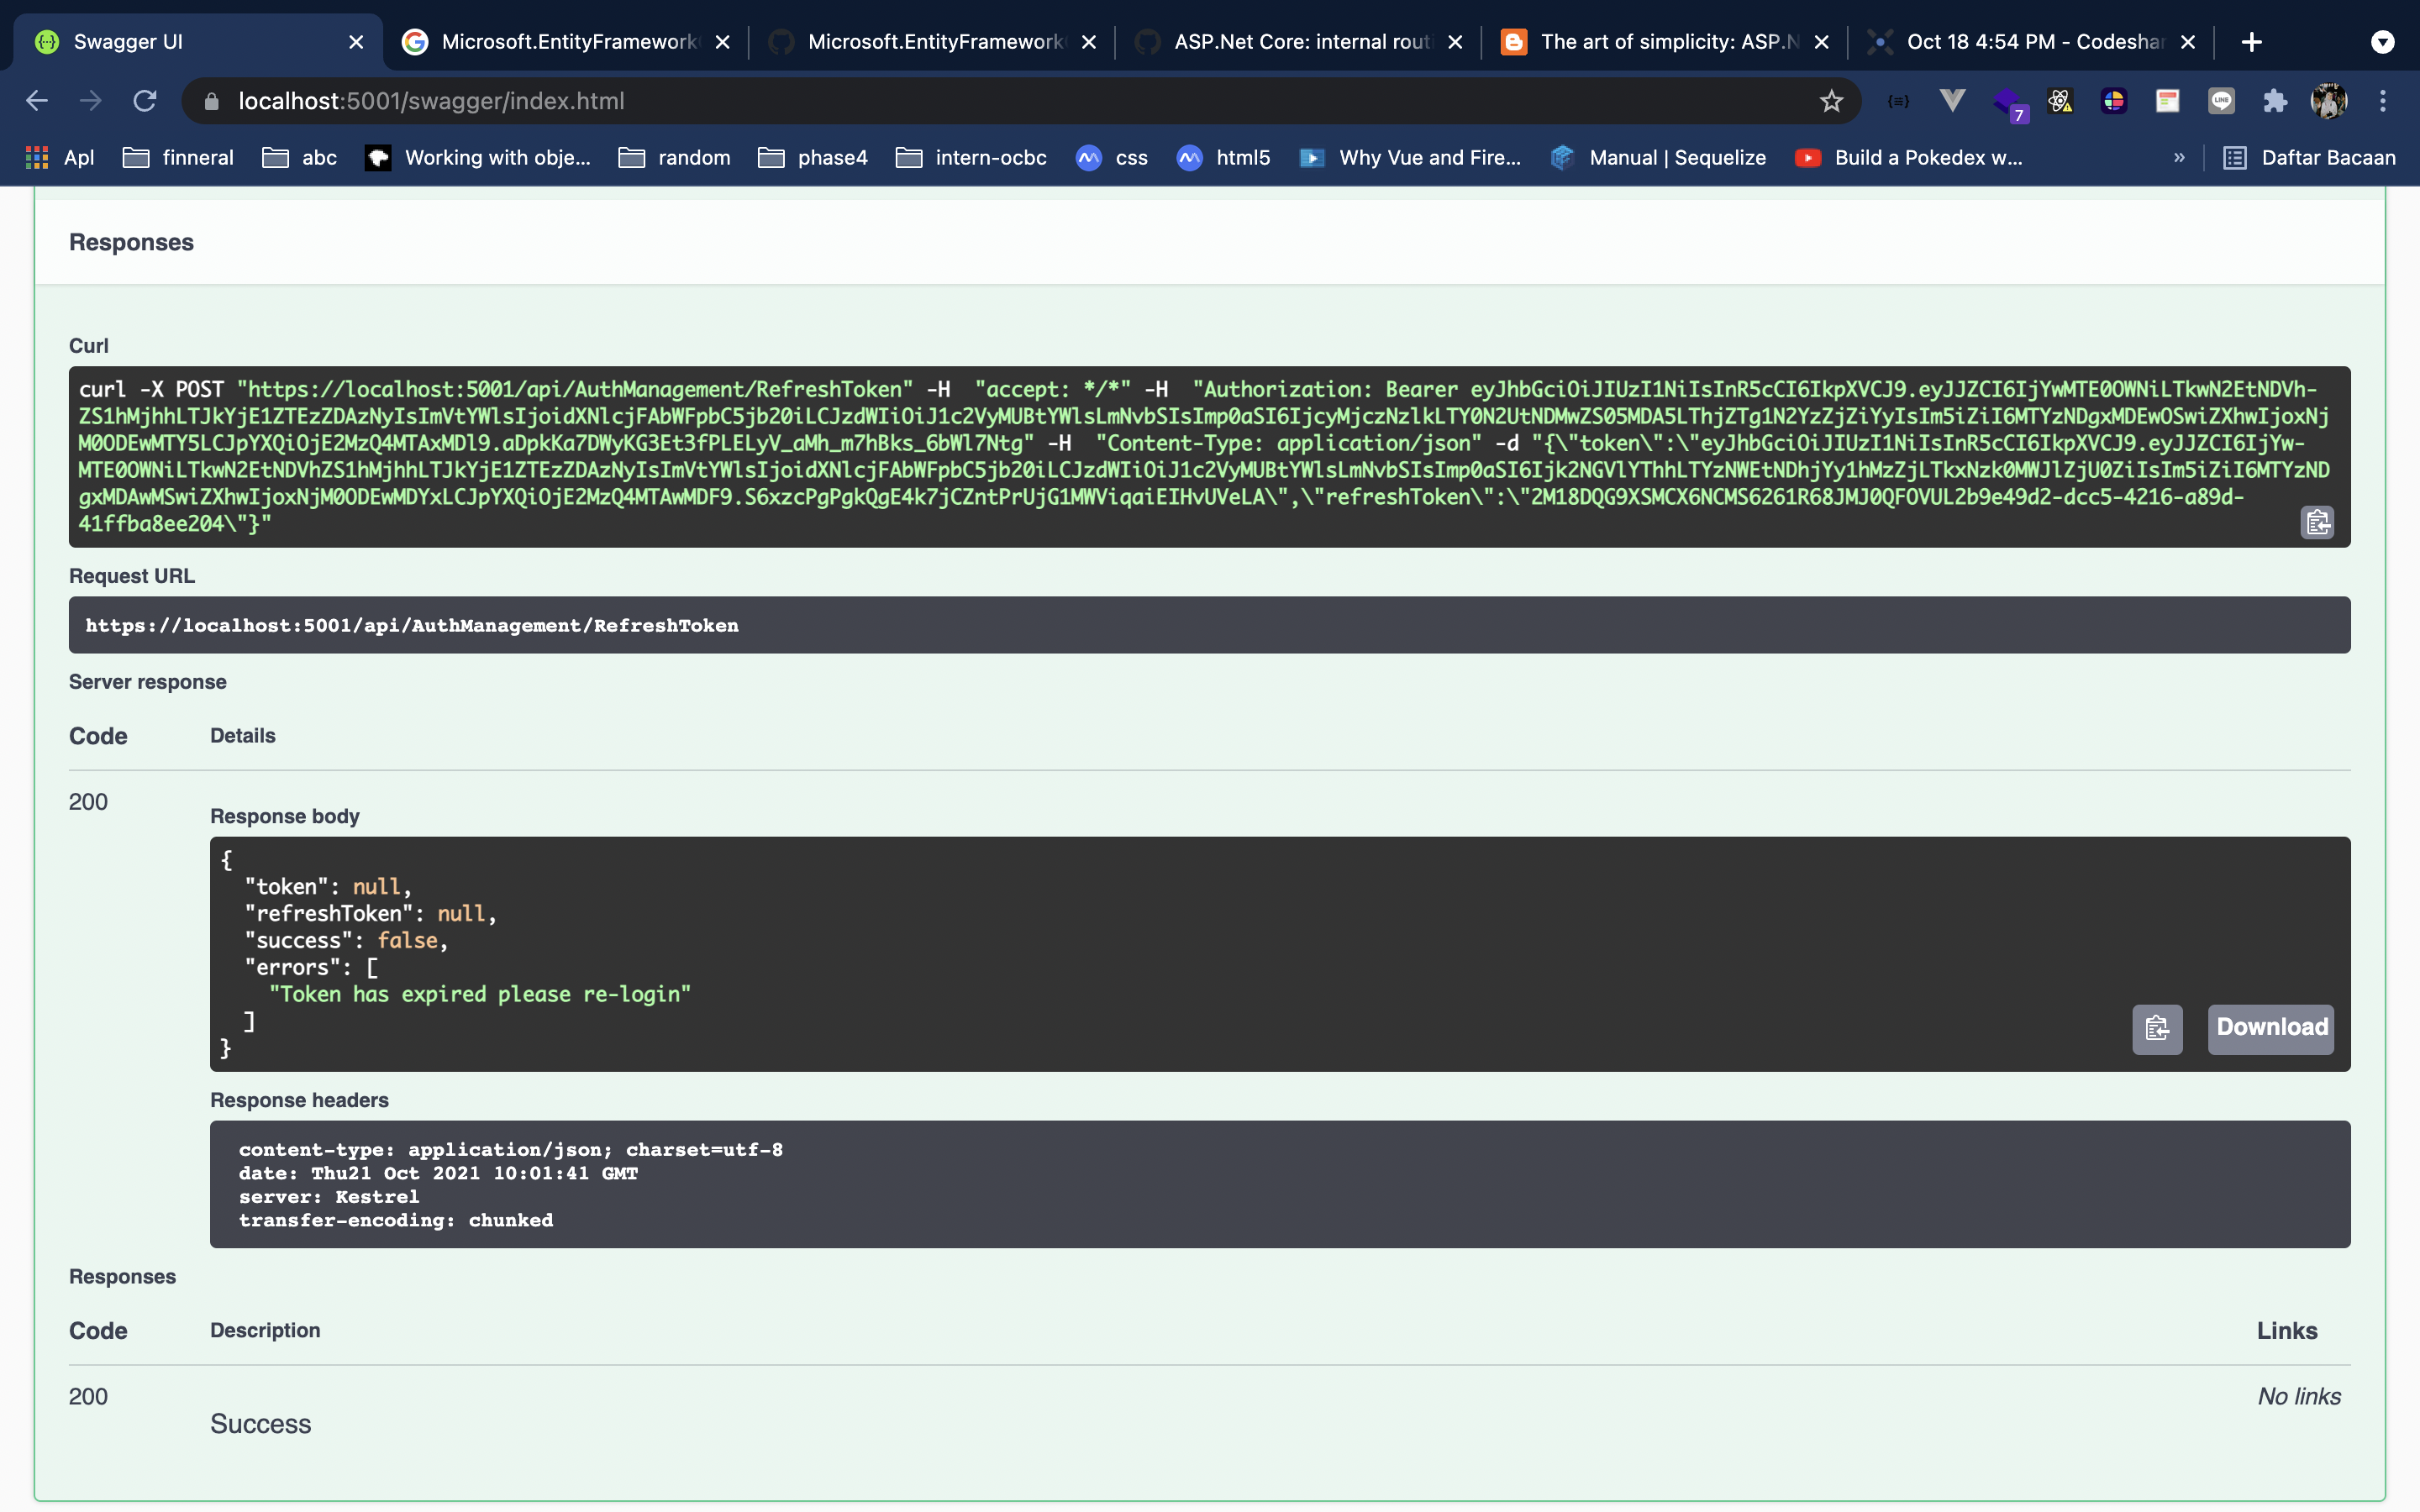 Swagger UI
Microsoft.EntityFramework
Microsoft.EntityFramework
ASP.Net Core: internal rout
The art of simplicity: ASP.N
Oct 18 4:54 PM - Codeshar
localhost:5001/swagger/index.html
7
Apl
finneral
abc
Working with obje...
random
phase4
intern-ocbc
css
html5
Why Vue and Fire...
Manual | Sequelize
Build a Pokedex w...
»
Daftar Bacaan
Responses
Curl
curl -X POST "https://localhost:5001/api/AuthManagement/RefreshToken" -H  "accept: */*" -H  "Authorization: Bearer eyJhbGciOiJIUzI1NiIsInR5cCI6IkpXVCJ9.eyJJZCI6IjYwMTE0OWNiLTkwN2EtNDVh-
ZS1hMjhhLTJkYjE1ZTEzZDAzNyIsImVtYWlsIjoidXNlcjFAbWFpbC5jb20iLCJzdWIiOiJ1c2VyMUBtYWlsLmNvbSIsImp0aSI6IjcyMjczNzlkLTY0N2UtNDMwZS05MDA5LThjZTg1N2YzZjZiYyIsIm5iZiI6MTYzNDgxMDEwOSwiZXhwIjoxNj
M0ODEwMTY5LCJpYXQiOjE2MzQ4MTAxMDl9.aDpkKa7DWyKG3Et3fPLELyV_aMh_m7hBks_6bWl7Ntg" -H  "Content-Type: application/json" -d "{\"token\":\"eyJhbGciOiJIUzI1NiIsInR5cCI6IkpXVCJ9.eyJJZCI6IjYw-
MTE0OWNiLTkwN2EtNDVhZS1hMjhhLTJkYjE1ZTEzZDAzNyIsImVtYWlsIjoidXNlcjFAbWFpbC5jb20iLCJzdWIiOiJ1c2VyMUBtYWlsLmNvbSIsImp0aSI6Ijk2NGVlYThhLTYzNWEtNDhjYy1hMzZjLTkxNzk0MWJlZjU0ZiIsIm5iZiI6MTYzND
gxMDAwMSwiZXhwIjoxNjM0ODEwMDYxLCJpYXQiOjE2MzQ4MTAwMDF9.S6xzcPgPgkQgE4k7jCZntPrUjG1MWViqaiEIHvUVeLA\",\"refreshToken\":\"2M18DQG9XSMCX6NCMS6261R68JMJ0QFOVUL2b9e49d2-dcc5-4216-a89d-
41ffba8ee204\"}"
Request URL
https://localhost:5001/api/AuthManagement/RefreshToken
Server response
Code
Details
200
Response body
{
"token": null,
"refreshToken": null,
"success": false,
"errors": [
"Token has expired please re-login"
]
}
Download
Response headers
content-type: application/json; charset=utf-8
date: Thu21 Oct 2021 10:01:41 GMT
server: Kestrel
transfer-encoding: chunked
Responses
Code
Description
Links
200
Success
No links